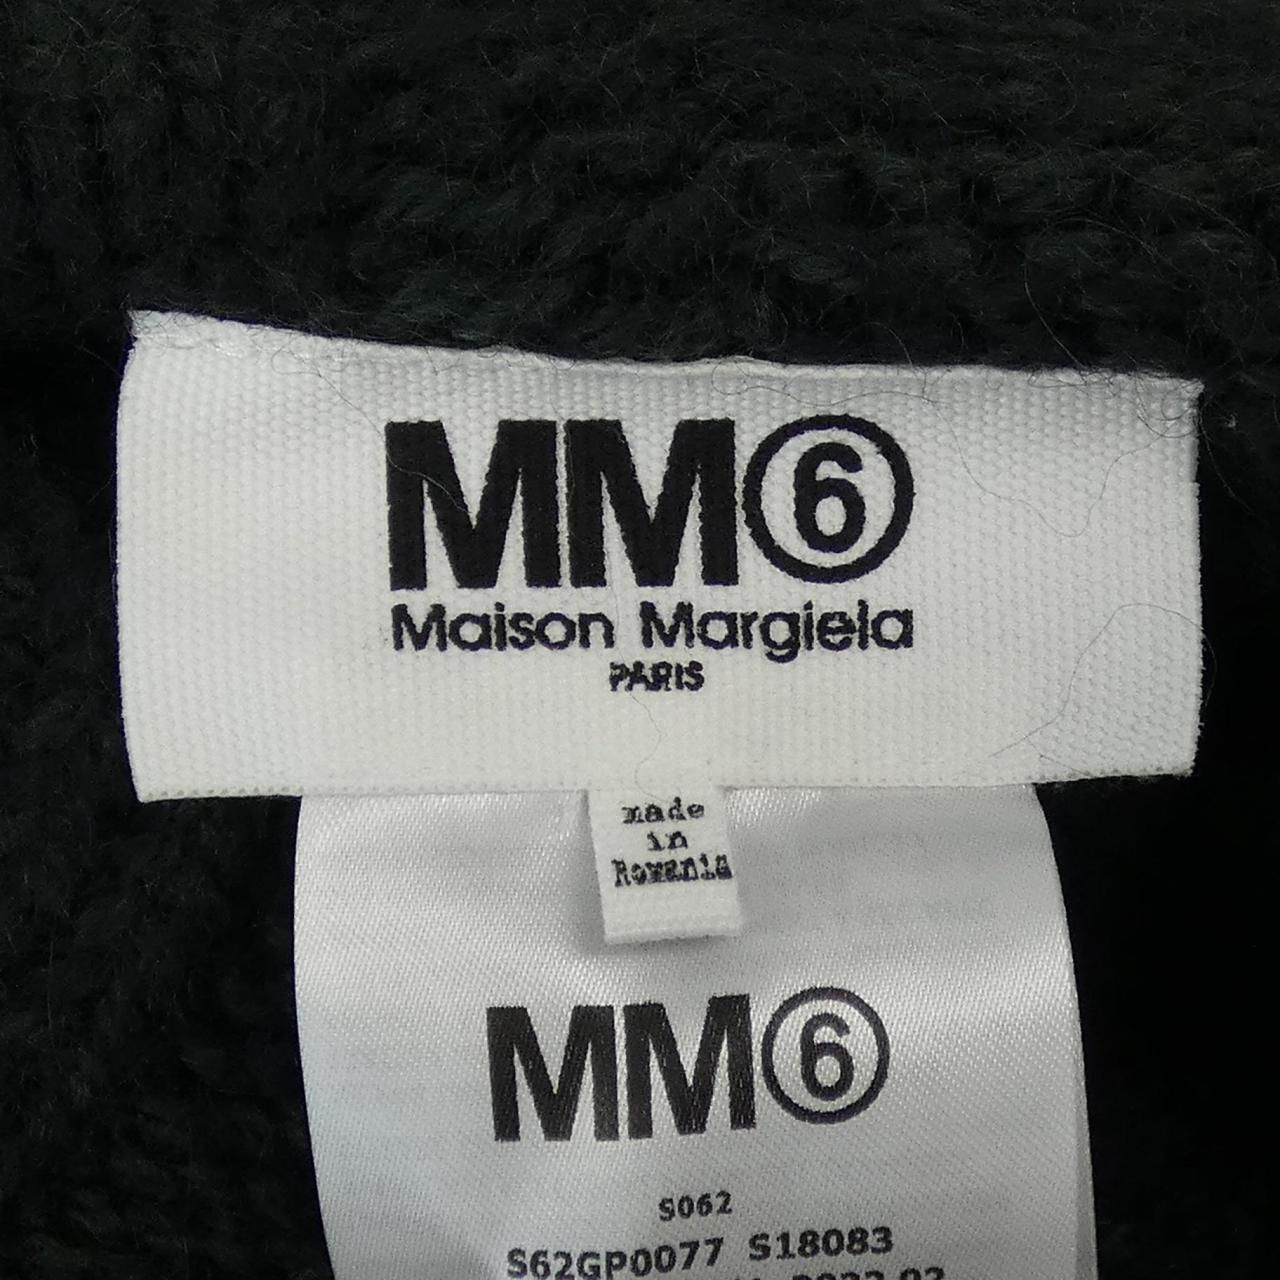 MM⑥
Maison Margiela
PARIS
made
in
Romania
MM⑥
S062
S62GP0077 S18083